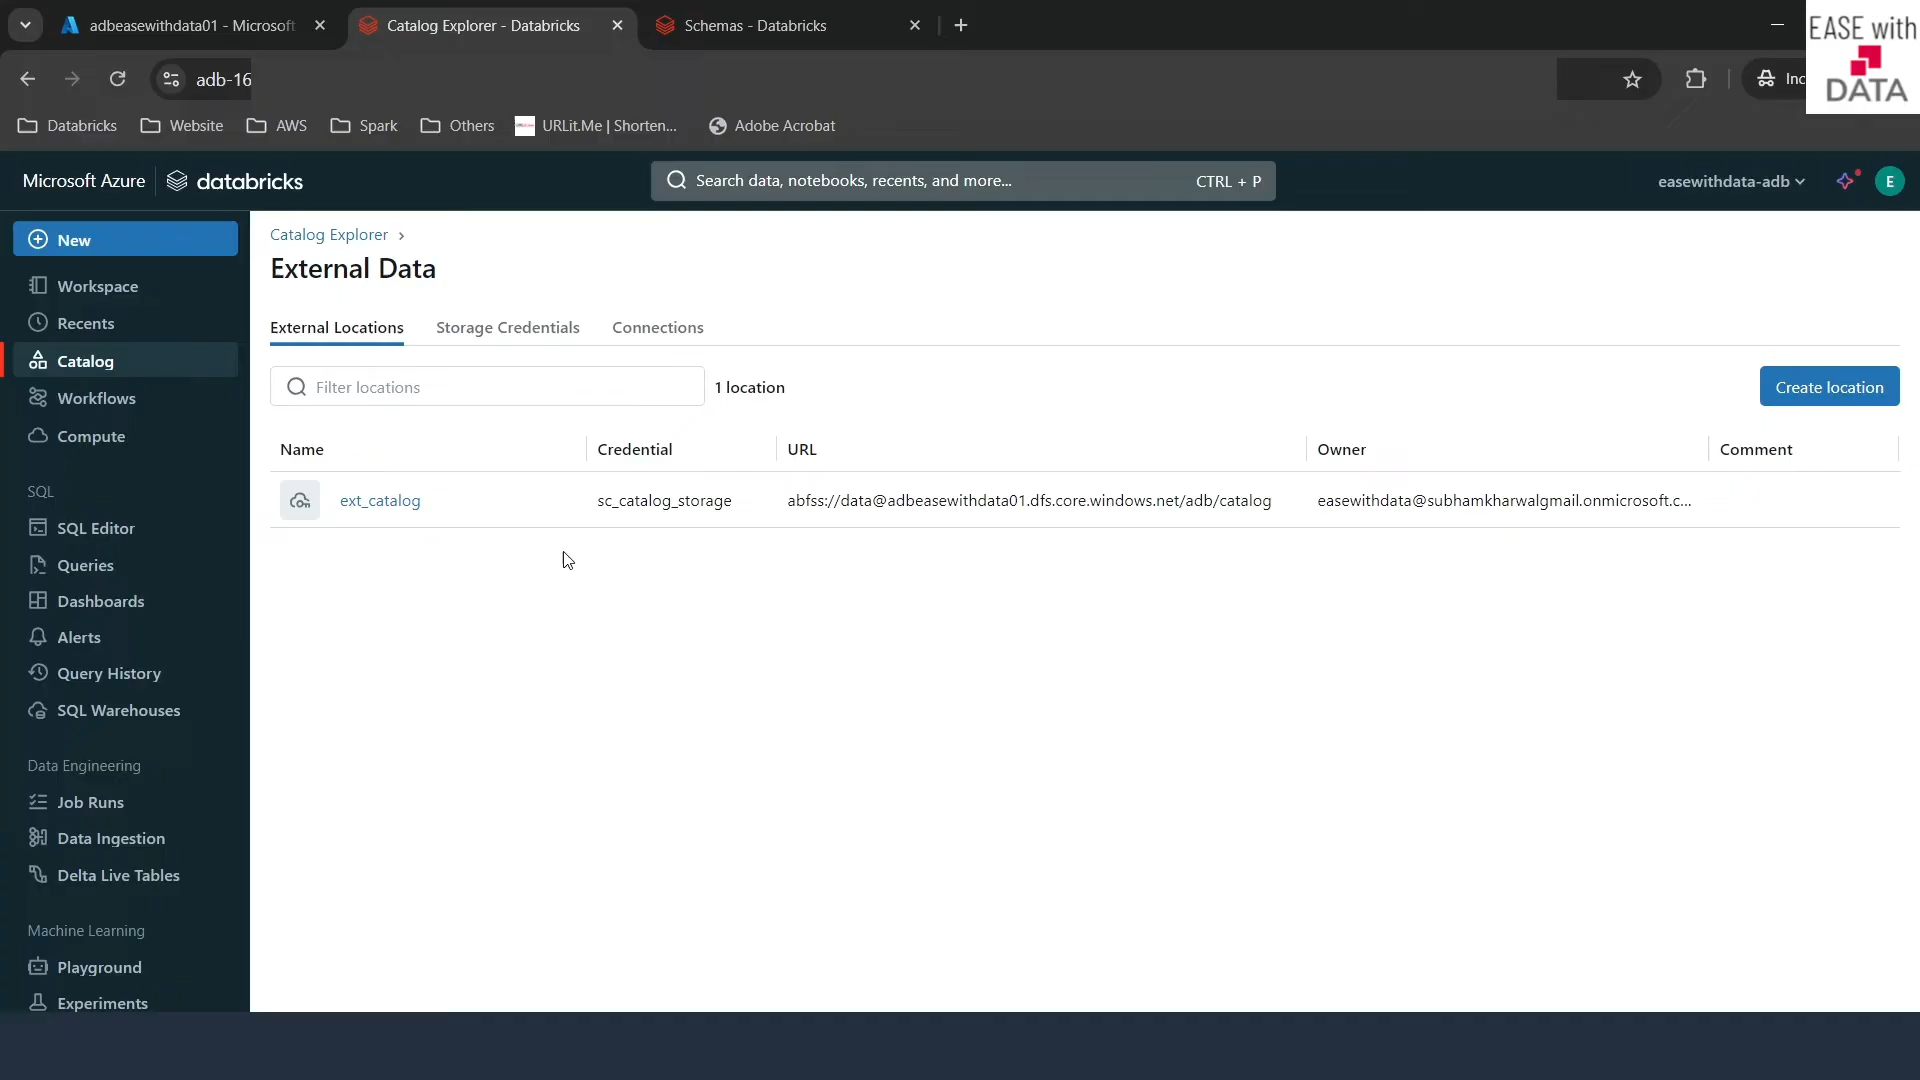 adbeasewithdata01 - Microsoft
Catalog Explorer - Databricks
Schemas - Databricks
EASE with
DATA
adb-16
Inc
Databricks
Website
AWS
Spark
Others
URLit.Me | Shorten...
Adobe Acrobat
Microsoft Azure
databricks
Search data, notebooks, recents, and more...
CTRL + P
easewithdata-adb
E
New
Workspace
Recents
Catalog
Workflows
Compute
SQL
SQL Editor
Queries
Dashboards
Alerts
Query History
SQL Warehouses
Data Engineering
Job Runs
Data Ingestion
Delta Live Tables
Machine Learning
Playground
Experiments
Catalog Explorer >
External Data
External Locations
Storage Credentials
Connections
Filter locations
1 location
Create location
Name
Credential
URL
Owner
Comment
ext_catalog
sc_catalog_storage
abfss://data@adbeasewithdata01.dfs.core.windows.net/adb/catalog
easewithdata@subhamkharwalgmail.onmicrosoft.c...